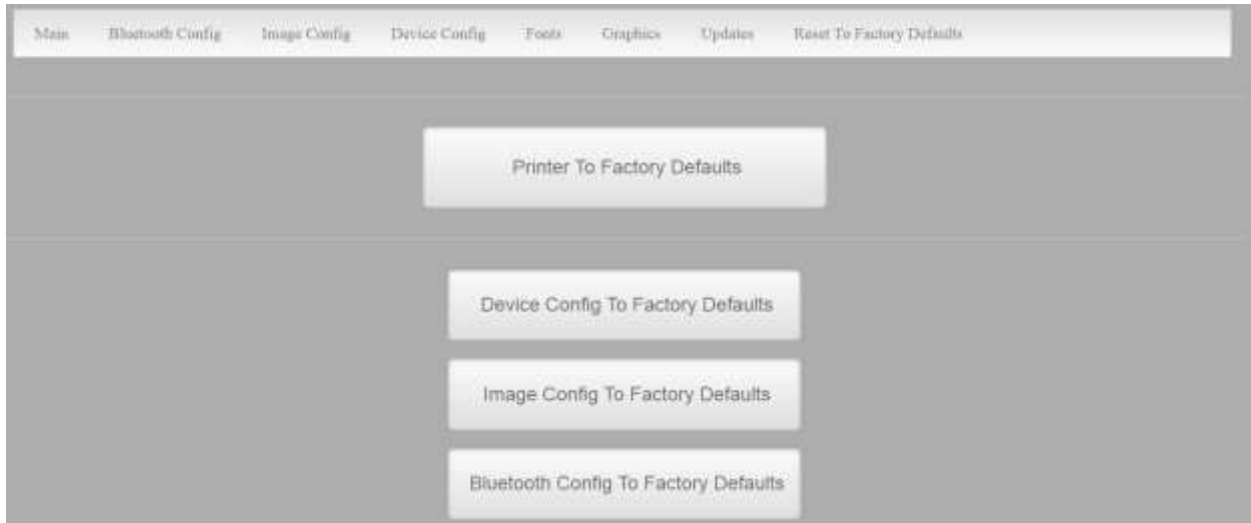 Main Bluetooth Config Image Config Device Config Fonts Graphics Updates Reset To Factory Defaults
Printer To Factory Defaults
Device Config To Factory Defaults
Image Config To Factory Defaults
Bluetooth Config To Factory Defaults